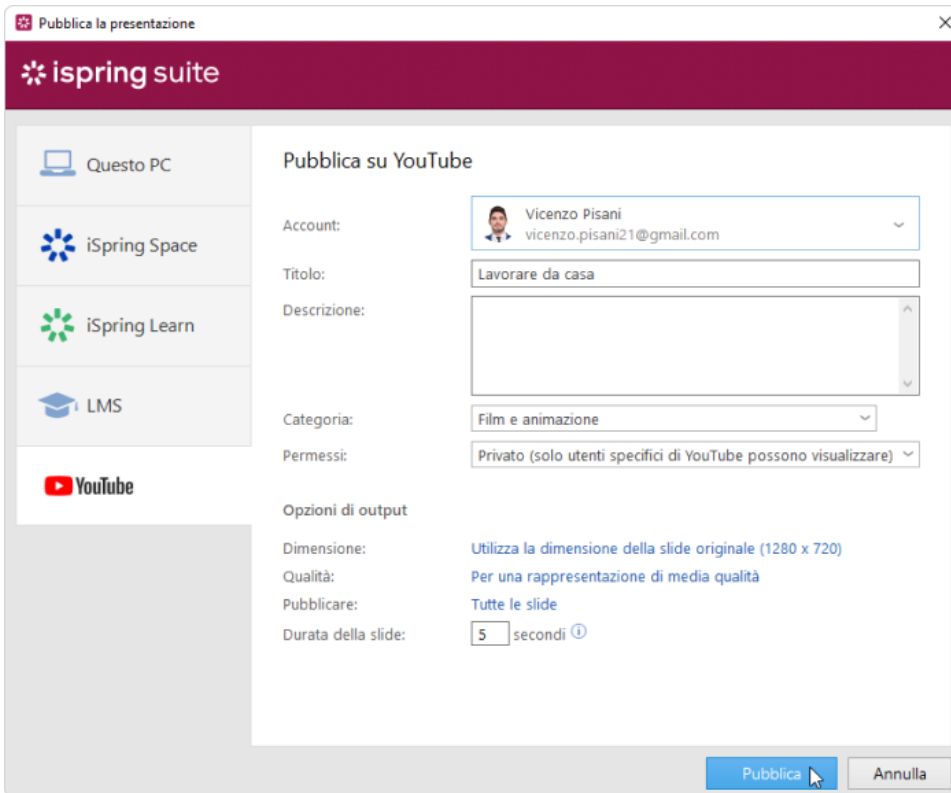 Pubblica la presentazione
ispring suite
Questo PC
iSpring Space
iSpring Learn
LMS
YouTube
Pubblica su YouTube
Account:
Vicenzo Pisani
vicenzo.pisani21@gmail.com
Titolo:
Lavorare da casa
Descrizione:
Categoria:
Film e animazione
Permessi:
Privato (solo utenti specifici di YouTube possono visualizzare)
Opzioni di output
Dimensione:
Utilizza la dimensione della slide originale (1280 x 720)
Qualità:
Per una rappresentazione di media qualità
Pubblicare:
Tutte le slide
Durata della slide:
5 secondi
Pubblica
Annulla